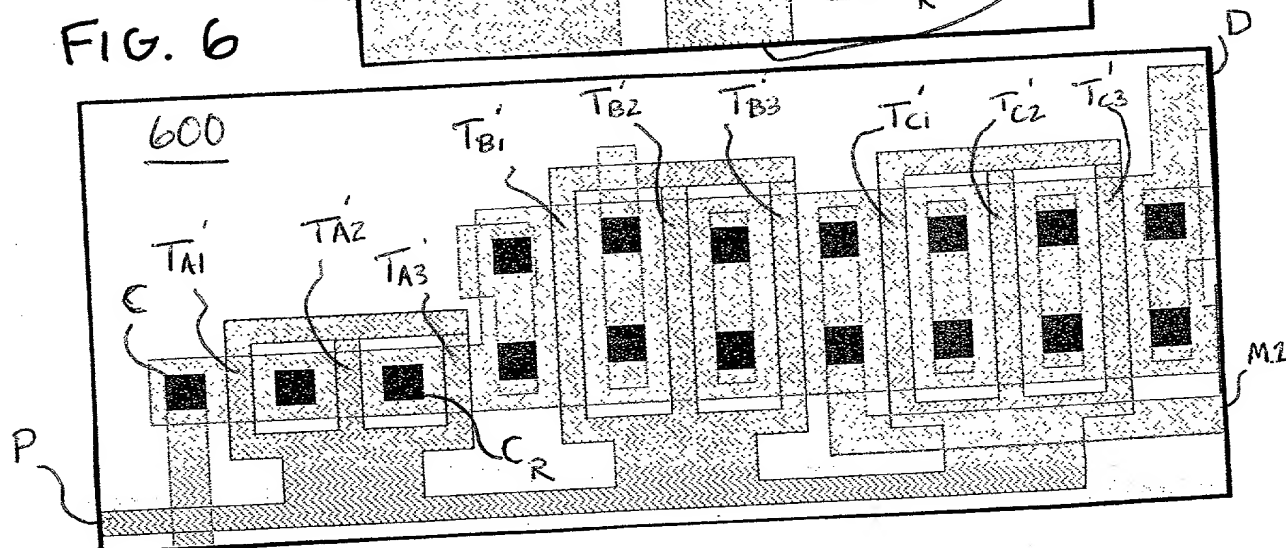 R
FIG. 6
D
600
TB1'
TB2'
TB3'
TC1'
TC2'
TC3'
TA1'
TA2'
TA3'
C
M2
P
CR